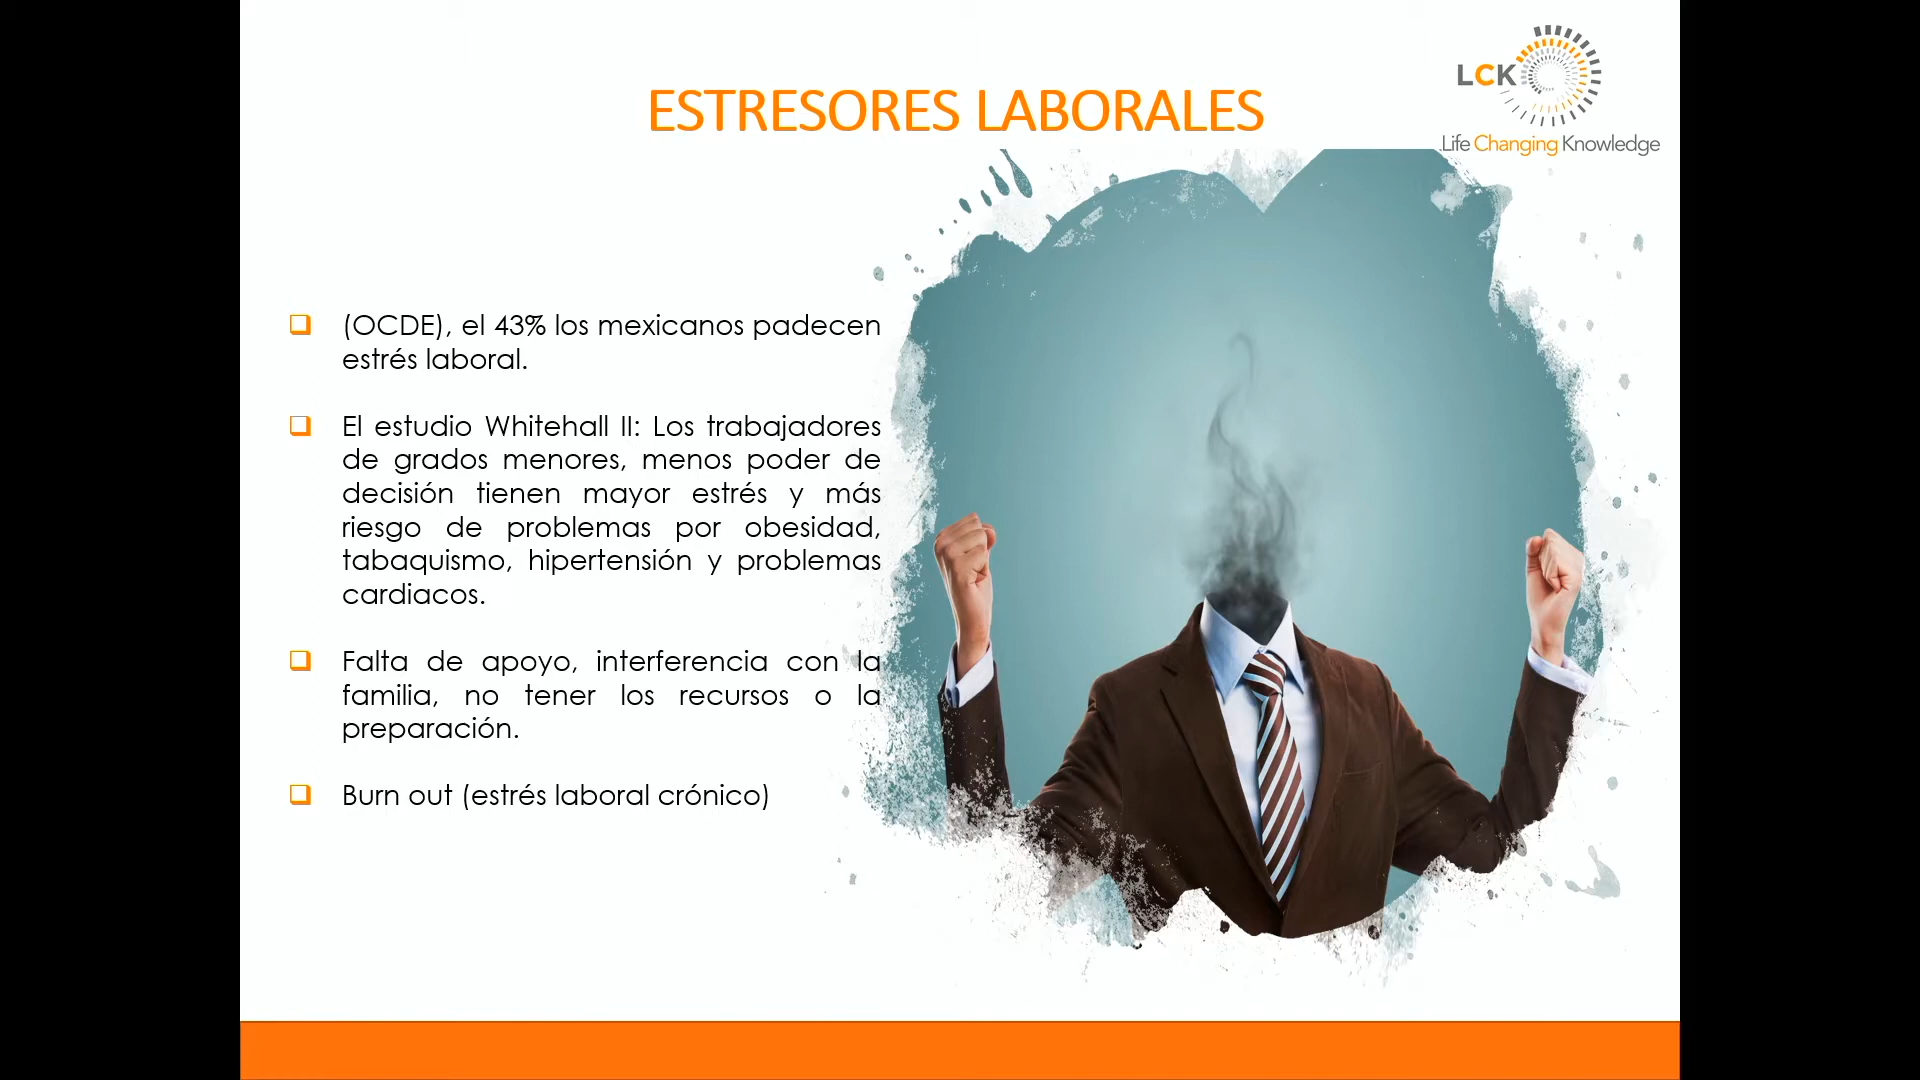 LCK
Life Changing Knowledge
ESTRESORES LABORALES
(OCDE), el 43% los mexicanos padecen
estrés laboral.
El estudio Whitehall II: Los trabajadores
de grados menores, menos poder de
decisión tienen mayor estrés y más
riesgo de problemas por obesidad,
tabaquismo, hipertensión y problemas
cardiacos.
Falta de apoyo, interferencia con la
familia, no tener los recursos o la
preparación.
Burn out (estrés laboral crónico)